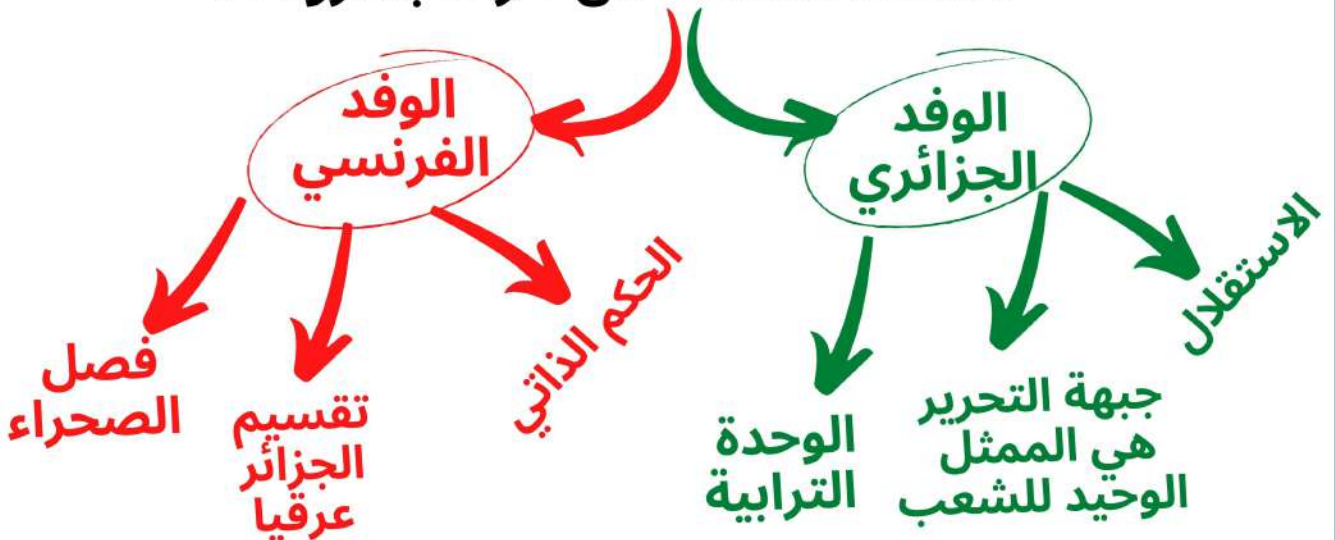 الوفد
الجزائري
الاستقلال
جبهة التحرير
هي الممثل
الوحيد للشعب
الوحدة
الترابية
الوفد
الفرنسي
الحكم الذاتي
تقسيم
الجزائر
عرقيا
فصل
الصحراء